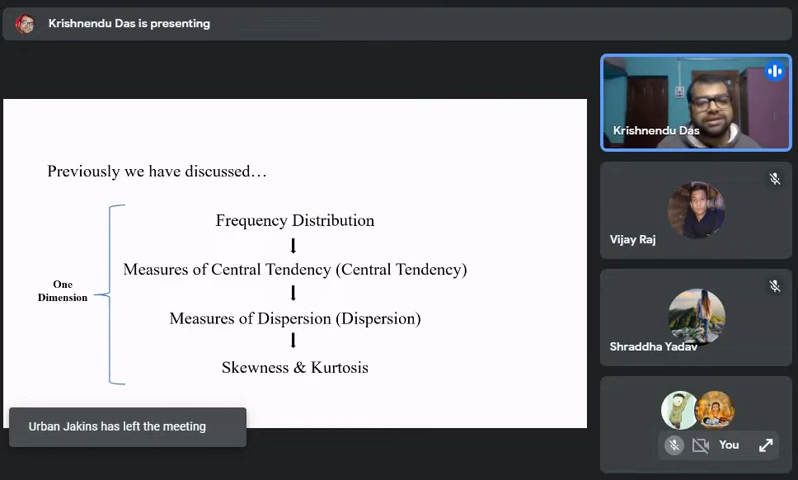 Krishnendu Das is presenting
Previously we have discussed…
Frequency Distribution
Measures of Central Tendency (Central Tendency)
One
Dimension
Measures of Dispersion (Dispersion)
Skewness & Kurtosis
Urban Jakins has left the meeting
Krishnendu Das
Vijay Raj
Shraddha Yadav
You